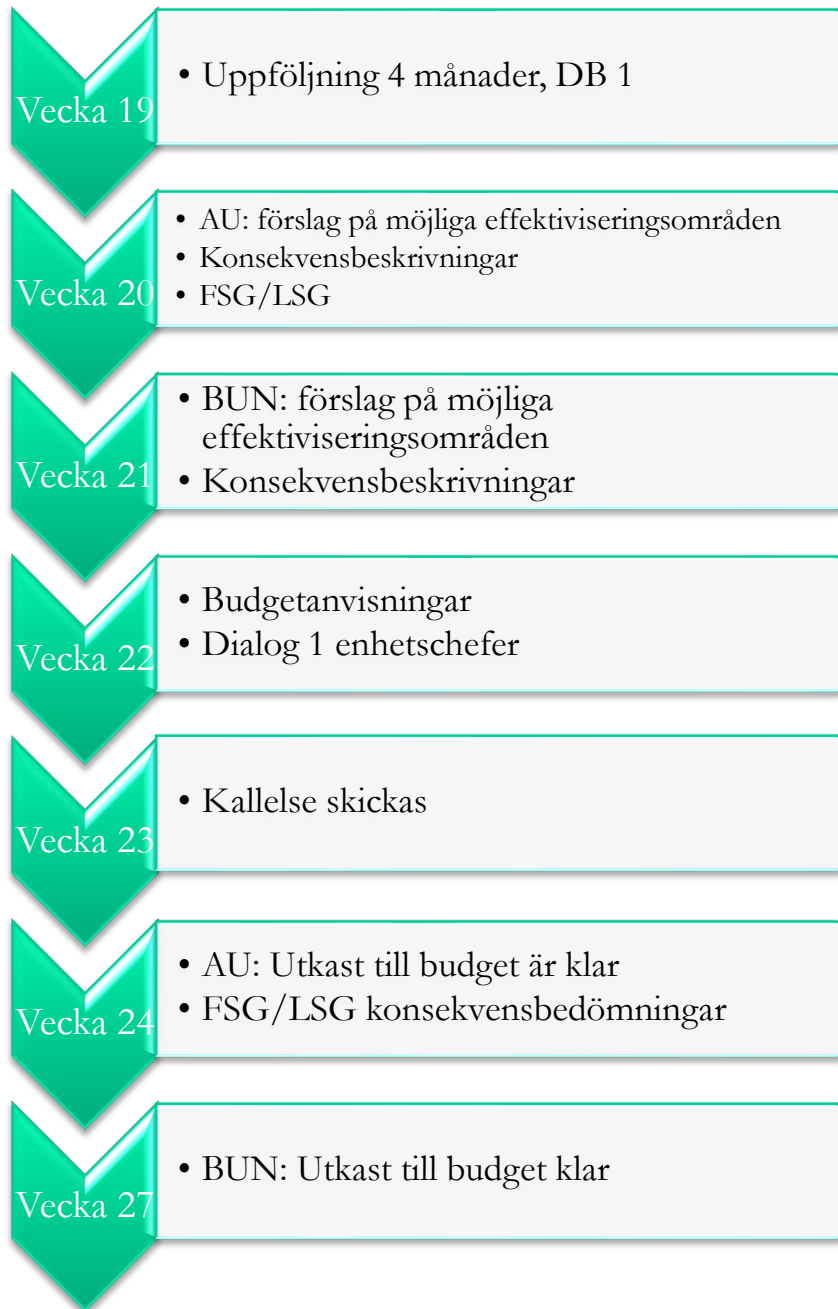 Vecka 19
• Uppföljning 4 månader, DB 1
Vecka 20
• AU: förslag på möjliga effektiviseringsområden
• Konsekvensbeskrivningar
• FSG/LSG
Vecka 21
• BUN: förslag på möjliga
effektiviseringsområden
• Konsekvensbeskrivningar
Vecka 22
• Budgetanvisningar
• Dialog 1 enhetschefer
Vecka 23
• Kallelse skickas
Vecka 24
• AU: Utkast till budget är klar
• FSG/LSG konsekvensbedömningar
Vecka 27
• BUN: Utkast till budget klar